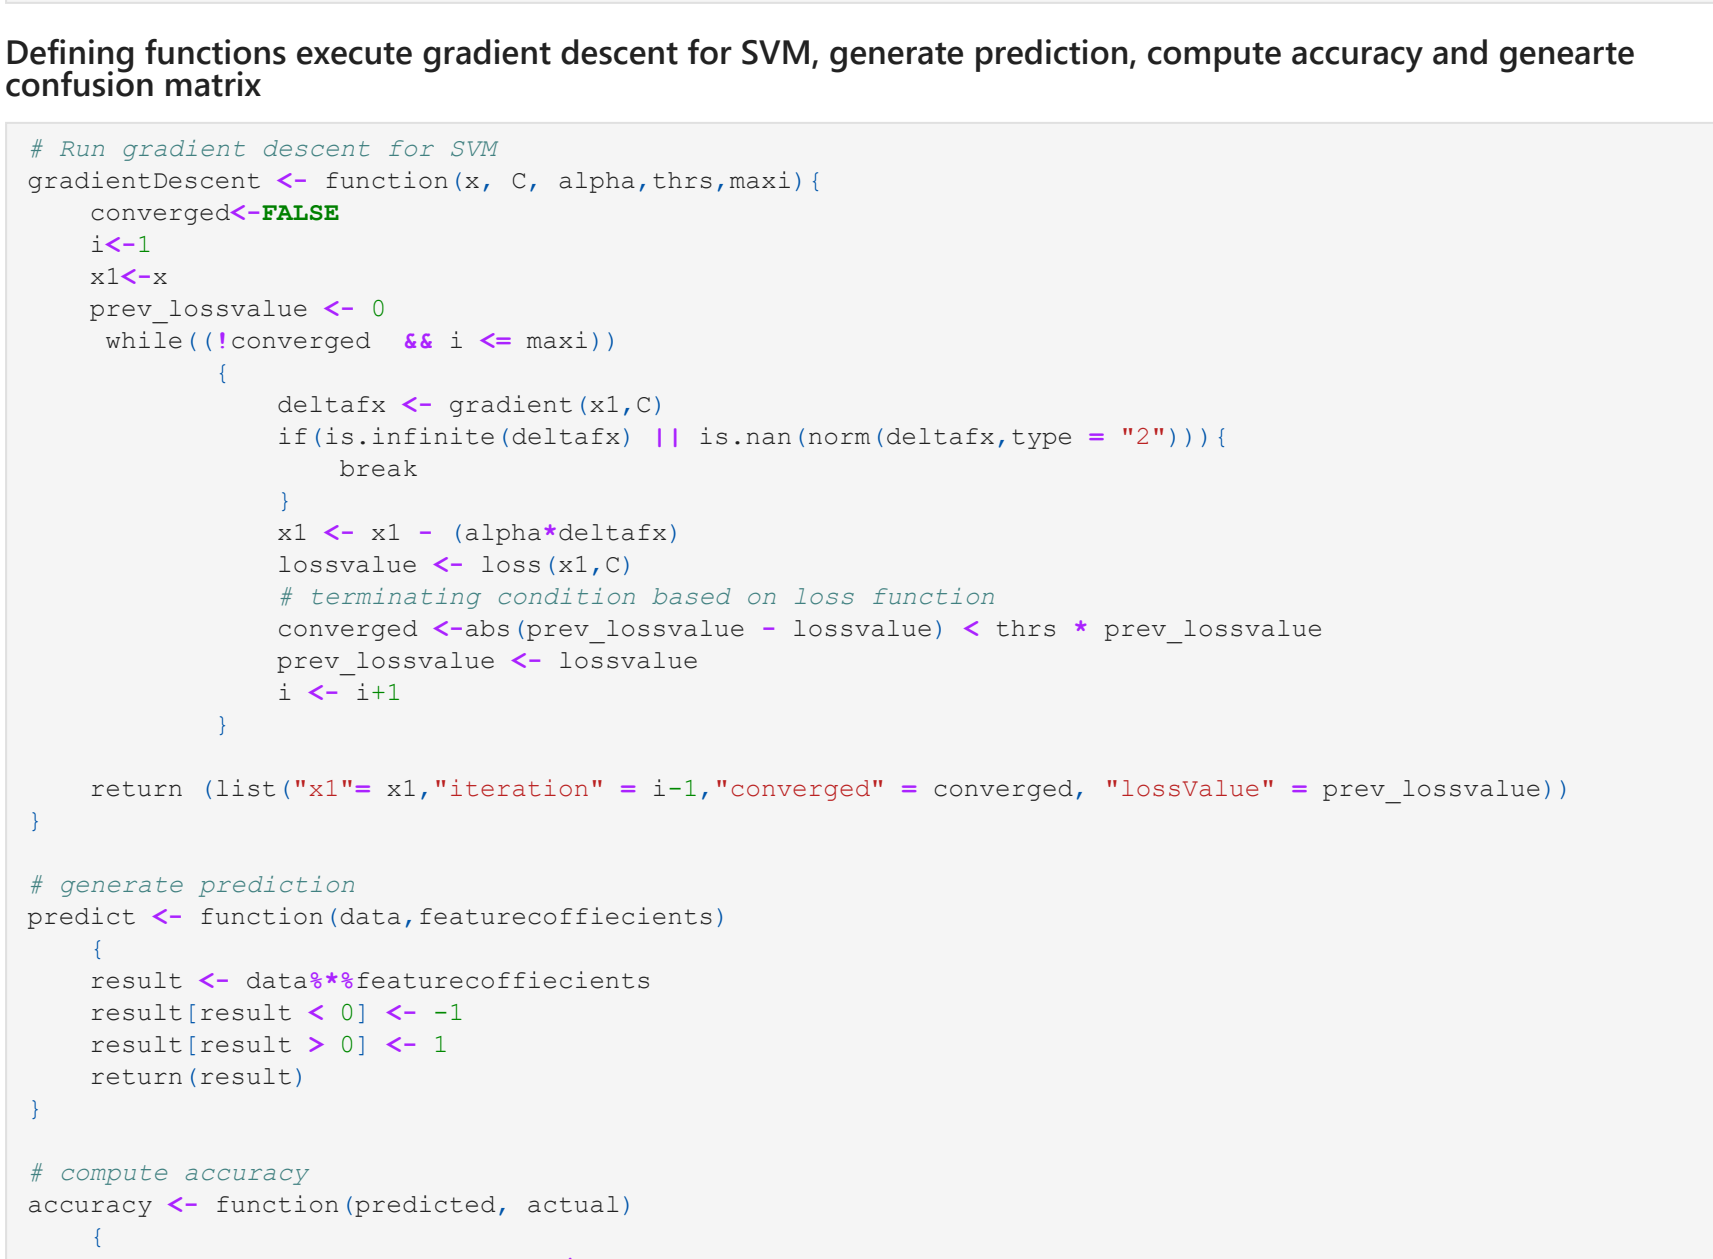 Defining functions execute gradient descent for SVM, generate prediction, compute accuracy and genearte
confusion matrix
# Run gradient descent for SVM
gradientDescent <- function(x, C, alpha,thrs,maxi){
    converged<-FALSE
    i<-1
    x1<-x
    prev_lossvalue <- 0
     while((!converged  && i <= maxi))
            {
                deltafx <- gradient(x1,C)
                if(is.infinite(deltafx) || is.nan(norm(deltafx,type = "2"))){
                    break
                }
                x1 <- x1 - (alpha*deltafx)
                lossvalue <- loss(x1,C)
                # terminating condition based on loss function
                converged <-abs(prev_lossvalue - lossvalue) < thrs * prev_lossvalue
                prev_lossvalue <- lossvalue
                i <- i+1
            }
    return (list("x1"= x1,"iteration" = i-1,"converged" = converged, "lossValue" = prev_lossvalue))
}
# generate prediction
predict <- function(data,featurecoffiecients)
    {
    result <- data%*%featurecoffiecients
    result[result < 0] <- -1
    result[result > 0] <- 1
    return(result)
}
# compute accuracy
accuracy <- function(predicted, actual)
    {